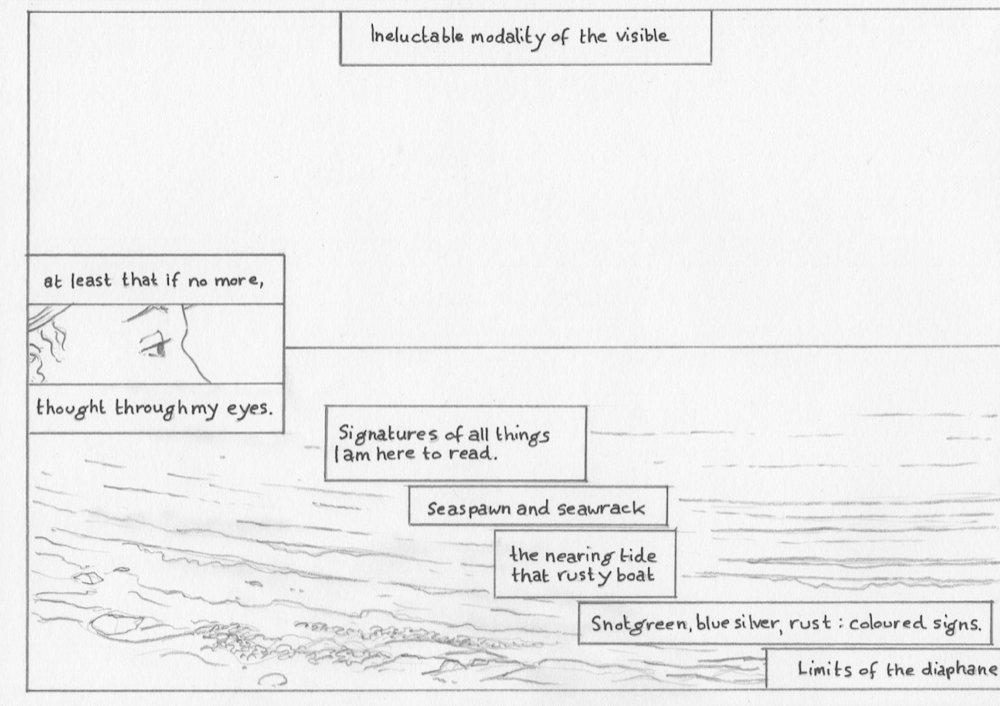 Ineluctable modality of the visible
at least that if no more,
thought through my eyes.
Signatures of all things
I am here to read.
Seaspawn and seawrack
the nearing tide
that rusty boat
Snotgreen, bluesilver, rust : coloured signs.
Limits of the diaphane